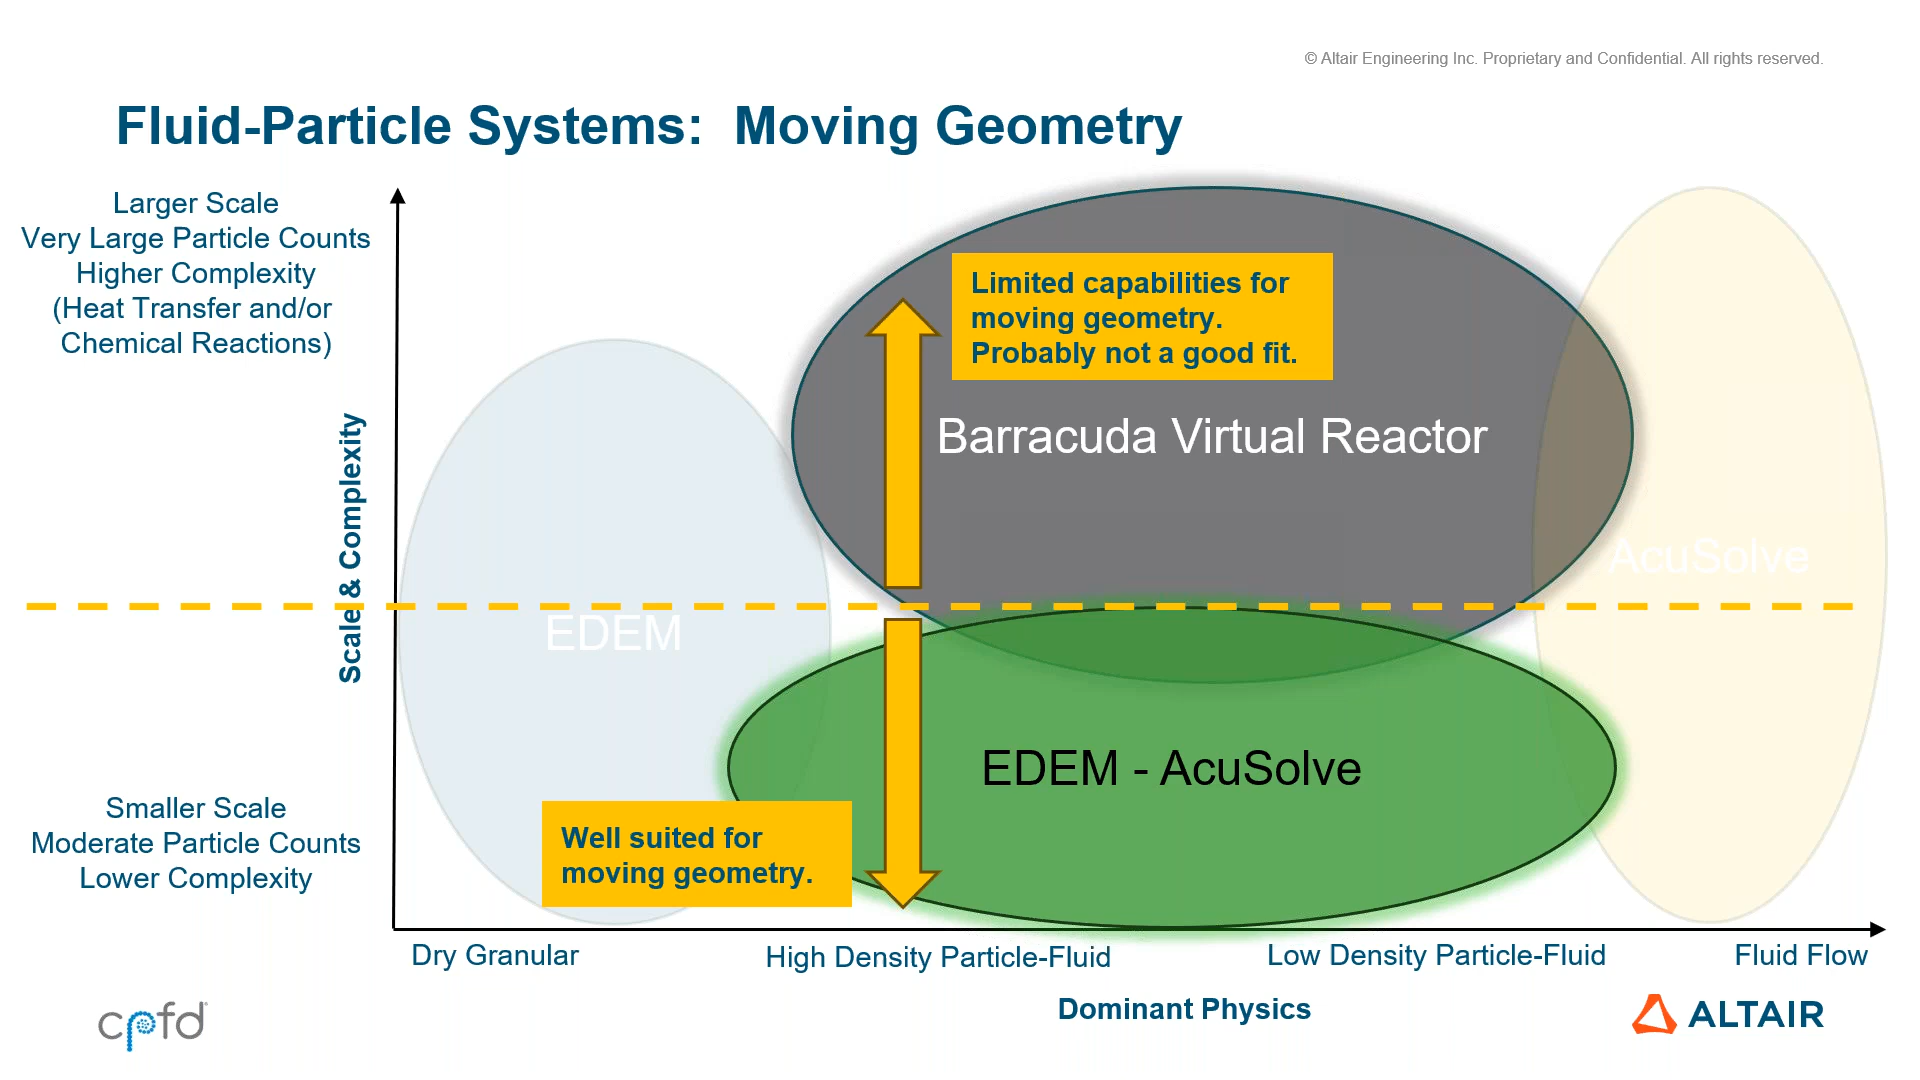 © Altair Engineering Inc. Proprietary and Confidential. All rights reserved.
Fluid-Particle Systems:  Moving Geometry
Larger Scale
Very Large Particle Counts
Higher Complexity
(Heat Transfer and/or
Chemical Reactions)
Limited capabilities for
moving geometry.
Probably not a good fit.
Barracuda Virtual Reactor
AcuSolve
Scale & Complexity
EDEM
EDEM - AcuSolve
Well suited for
moving geometry.
Smaller Scale
Moderate Particle Counts
Lower Complexity
Dry Granular
High Density Particle-Fluid
Low Density Particle-Fluid
Fluid Flow
Dominant Physics
cpfd
ALTAIR